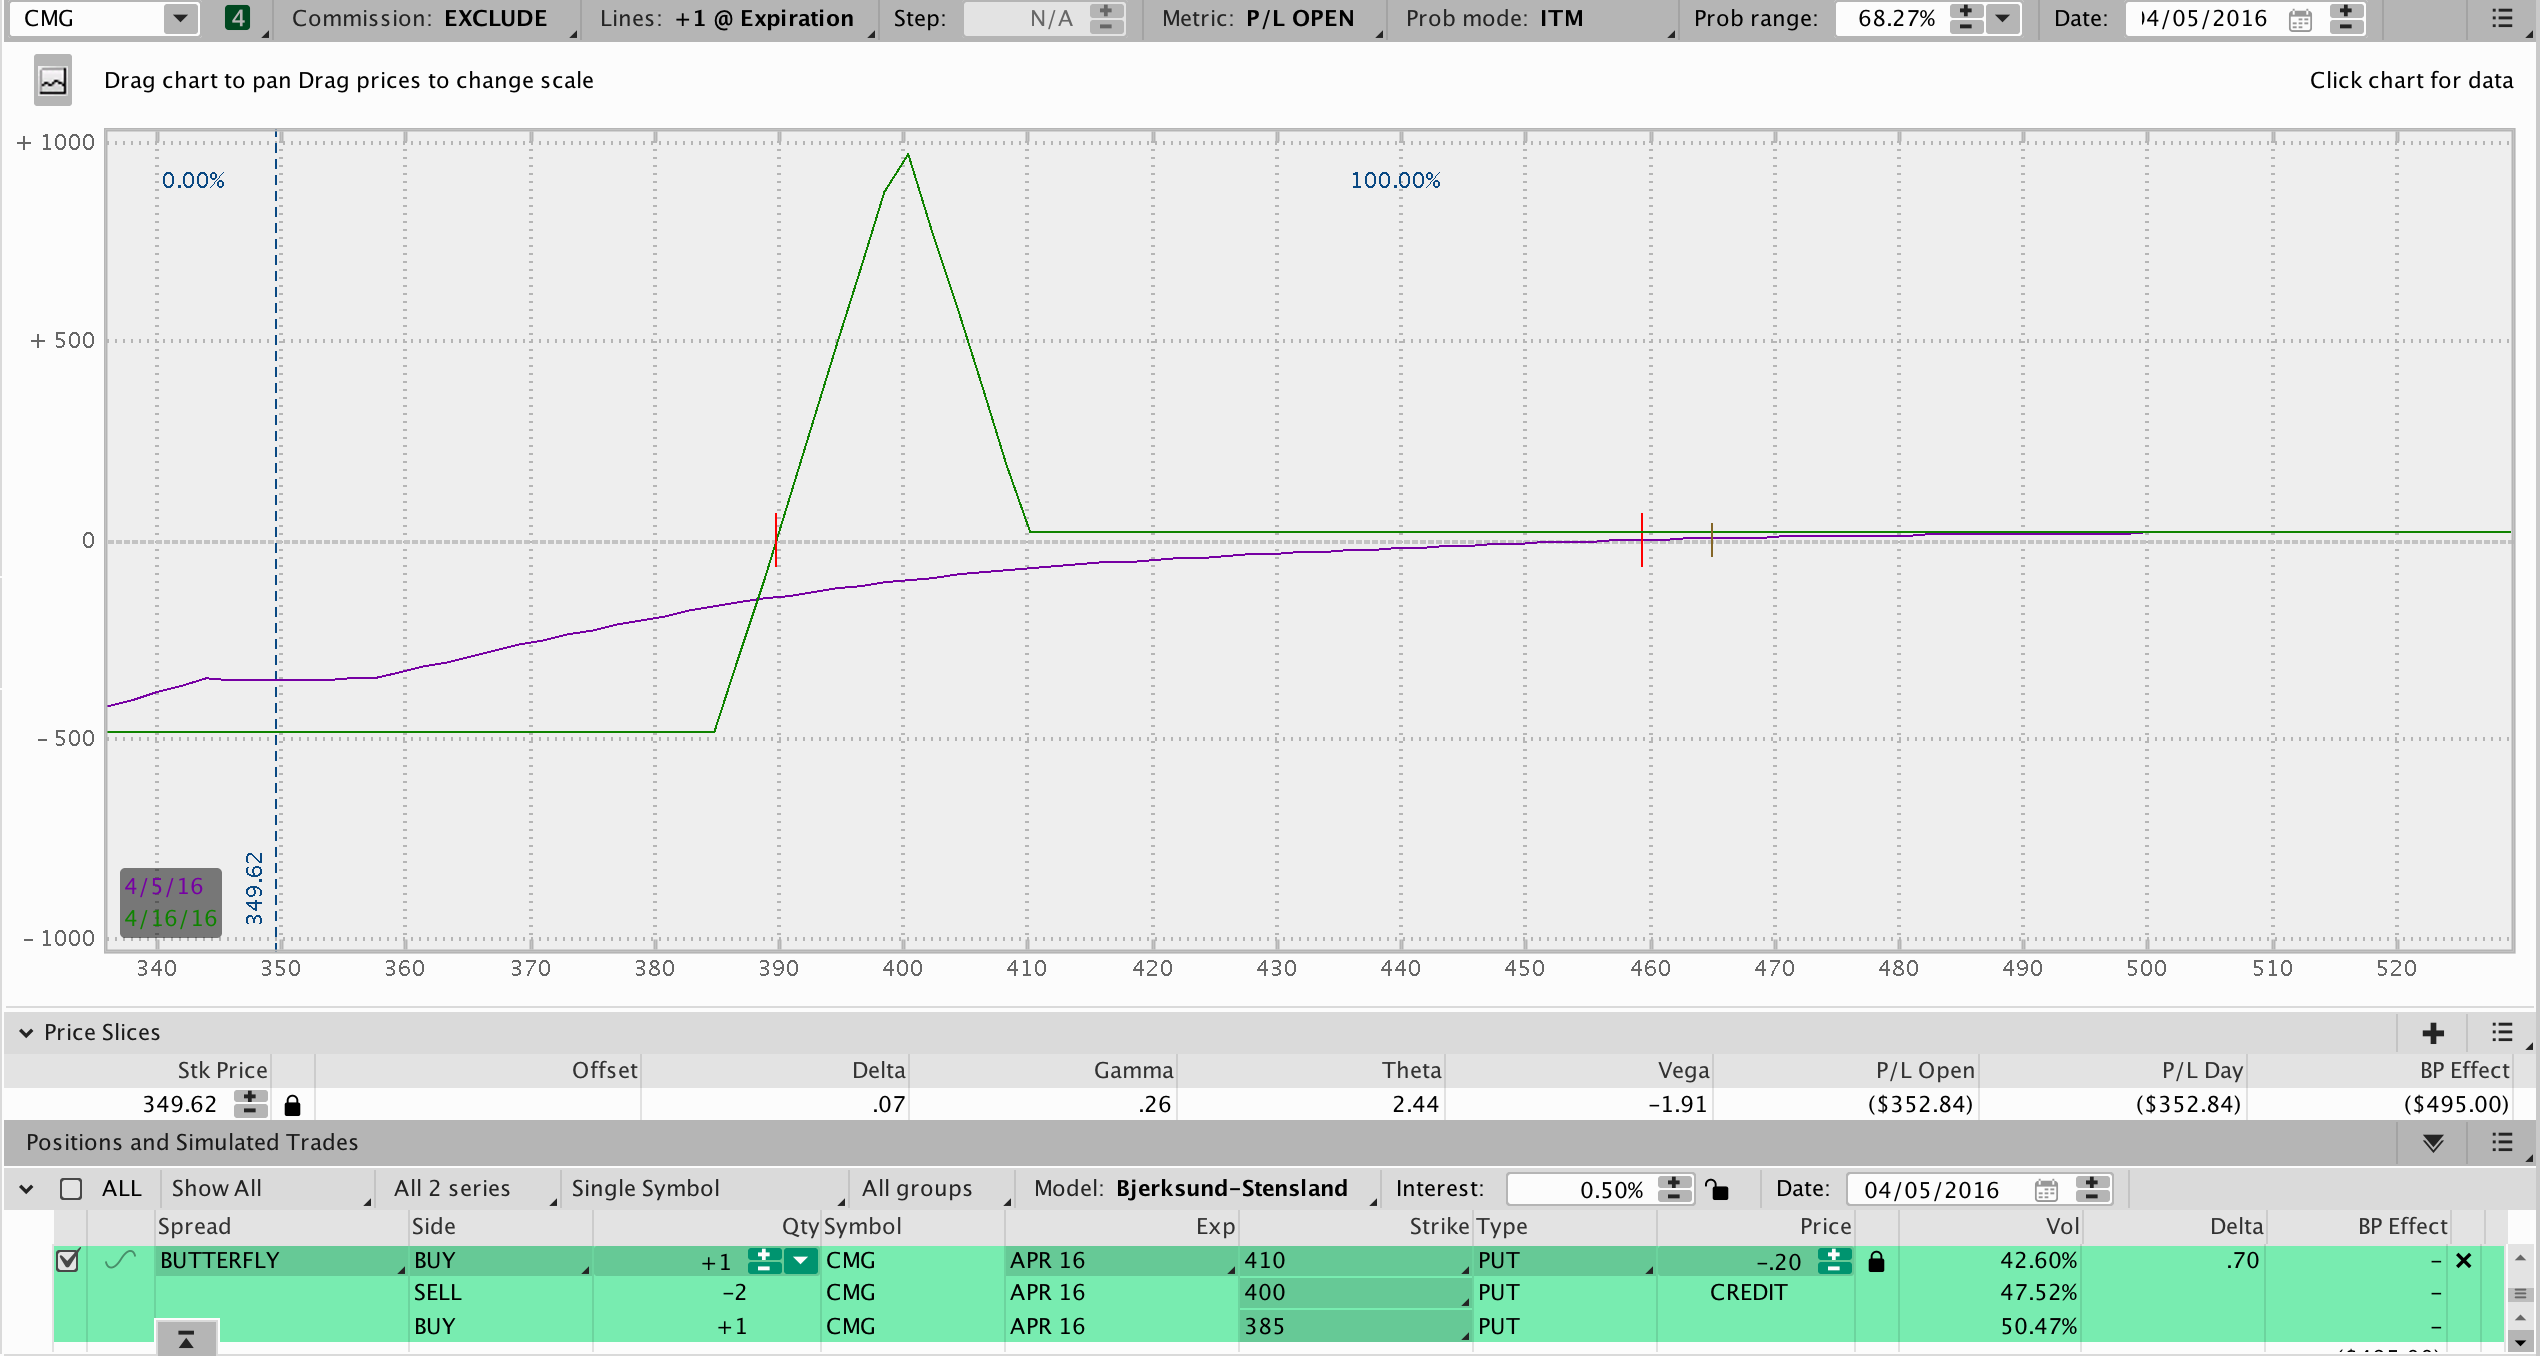 CMG 4 Commission: EXCLUDE Lines: +1 @ Expiration Step: N/A Metric: P/L OPEN Prob mode: ITM Prob range: 68.27% Date: 04/05/2016
Drag chart to pan Drag prices to change scale Click chart for data
+ 1000
0.00% 100.00%
+ 500
0
- 500
349.62
4/5/16
4/16/16
- 1000
340 350 360 370 380 390 400 410 420 430 440 450 460 470 480 490 500 510 520
Price Slices
Stk Price Offset Delta Gamma Theta Vega P/L Open P/L Day BP Effect
349.62 .07 .26 2.44 -1.91 ($352.84) ($352.84) ($495.00)
Positions and Simulated Trades
ALL Show All All 2 series Single Symbol All groups Model: Bjerksund-Stensland Interest: 0.50% Date: 04/05/2016
Spread Side Qty Symbol Exp Strike Type Price Vol Delta BP Effect
BUTTERFLY BUY +1 CMG APR 16 410 PUT -.20 42.60% .70 -
SELL -2 CMG APR 16 400 PUT CREDIT 47.52% -
BUY +1 CMG APR 16 385 PUT 50.47% -